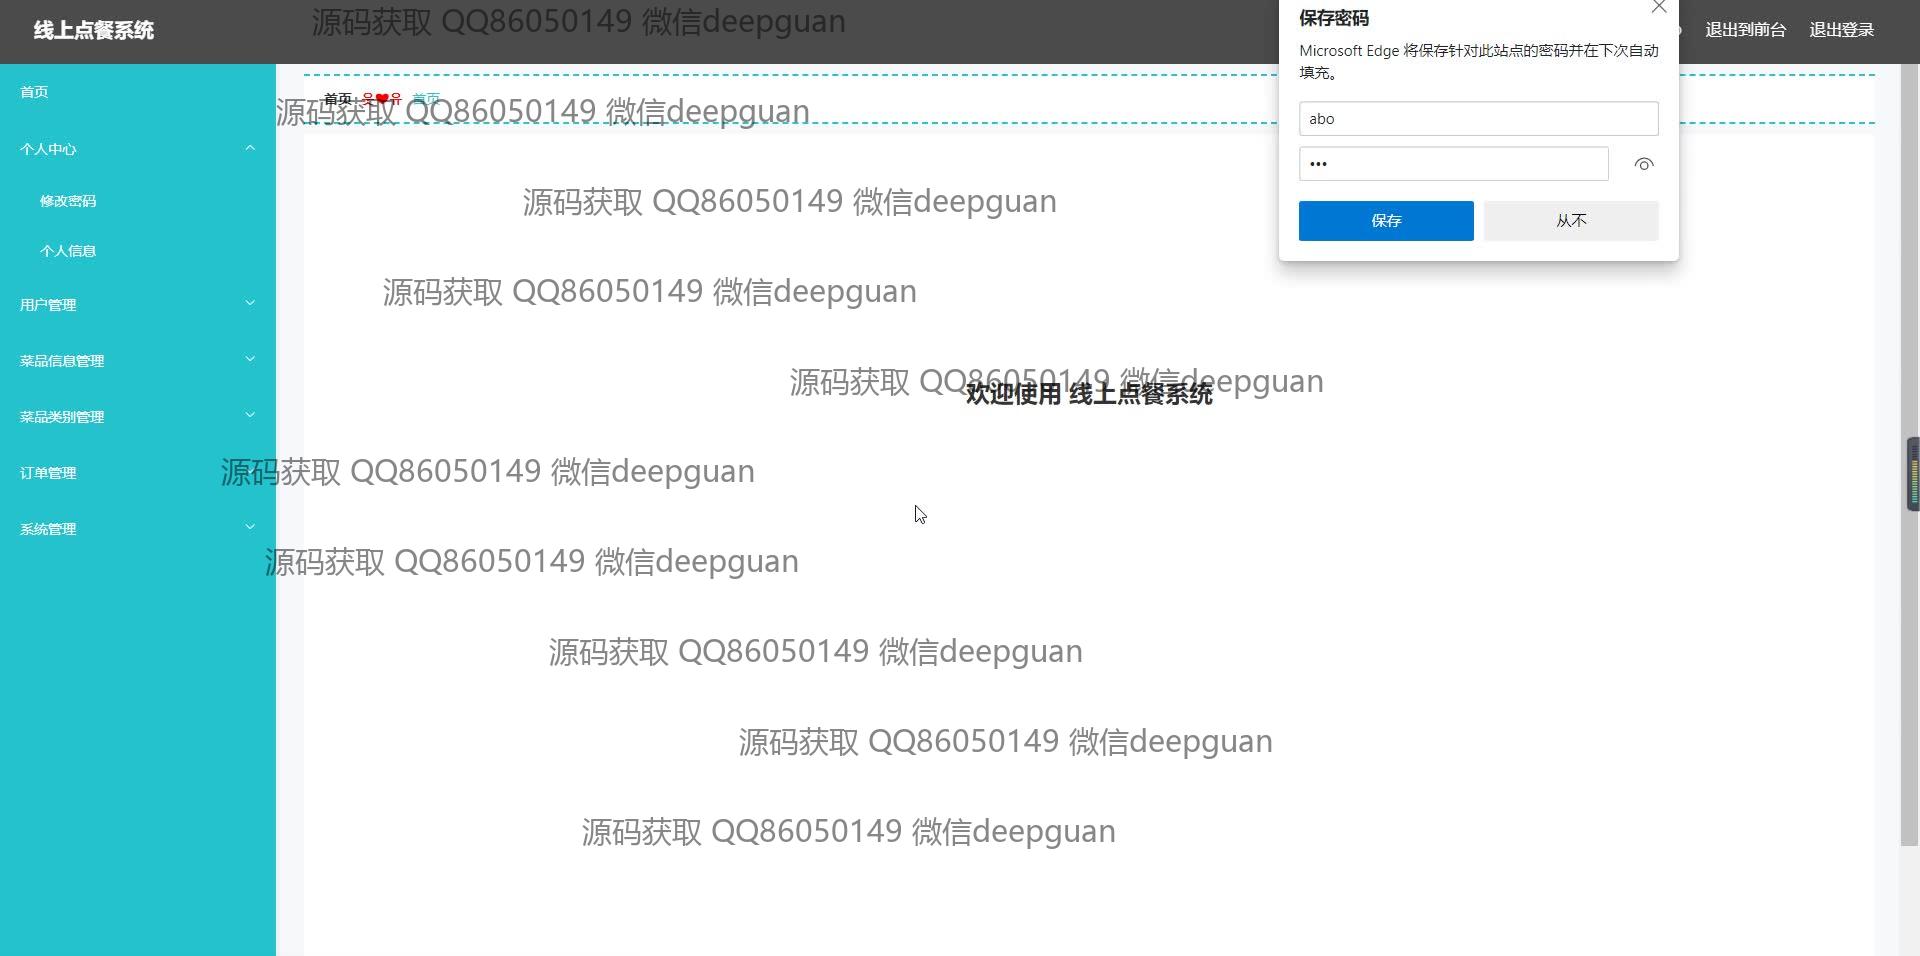 线上点餐系统
源码获取 QQ86050149 微信deepguan
退出到前台
退出登录
保存密码
Microsoft Edge 将保存针对此站点的密码并在下次自动
填充。
abo
•••
保存
从不
首页
个人中心
修改密码
个人信息
用户管理
菜品信息管理
菜品类别管理
订单管理
系统管理
首页 웃❤유 首页
源码获取 QQ86050149 微信deepguan
源码获取 QQ86050149 微信deepguan
源码获取 QQ86050149 微信deepguan
源码获取 QQ86050149 微信deepguan
欢迎使用 线上点餐系统
源码获取 QQ86050149 微信deepguan
源码获取 QQ86050149 微信deepguan
源码获取 QQ86050149 微信deepguan
源码获取 QQ86050149 微信deepguan
源码获取 QQ86050149 微信deepguan